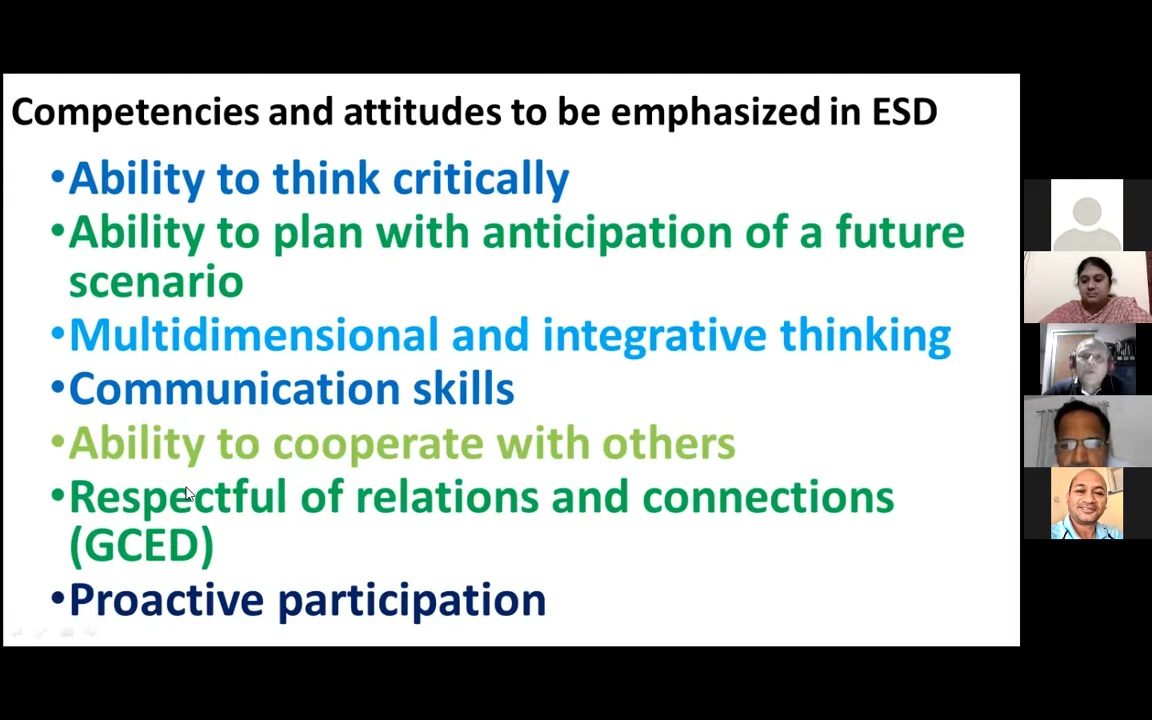 Competencies and attitudes to be emphasized in ESD
•Ability to think critically
•Ability to plan with anticipation of a future
scenario
•Multidimensional and integrative thinking
•Communication skills
•Ability to cooperate with others
•Respectful of relations and connections
(GCED)
•Proactive participation